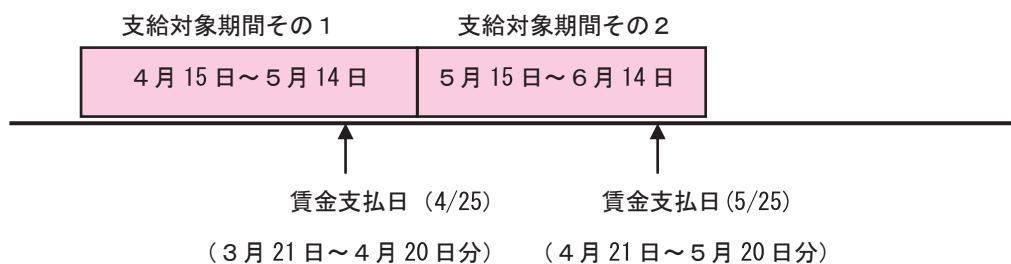 支給対象期間その１ 支給対象期間その２
４月 15 日～５月 14 日 ５月 15 日～６月 14 日
賃金支払日 (4/25) 賃金支払日(5/25)
（３月 21 日～４月 20 日分） （４月 21 日～５月 20 日分）